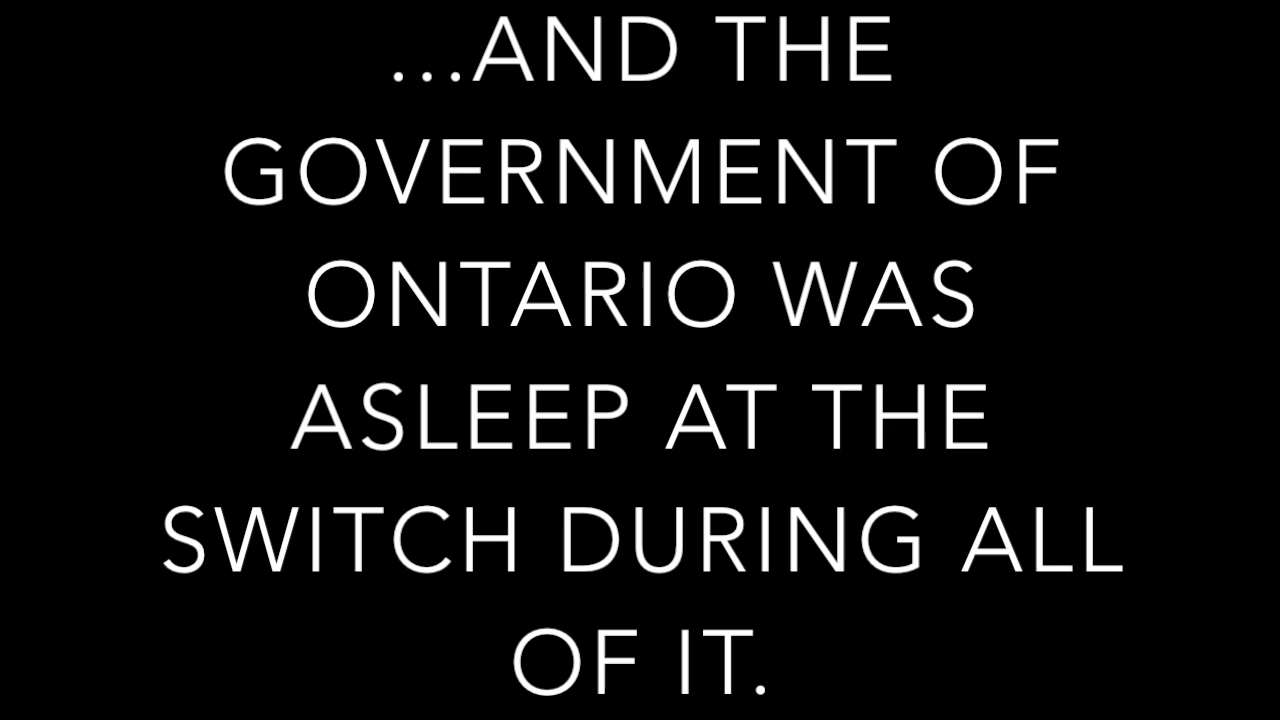 ...AND THE
GOVERNMENT OF
ONTARIO WAS
ASLEEP AT THE
SWITCH DURING ALL
OF IT.